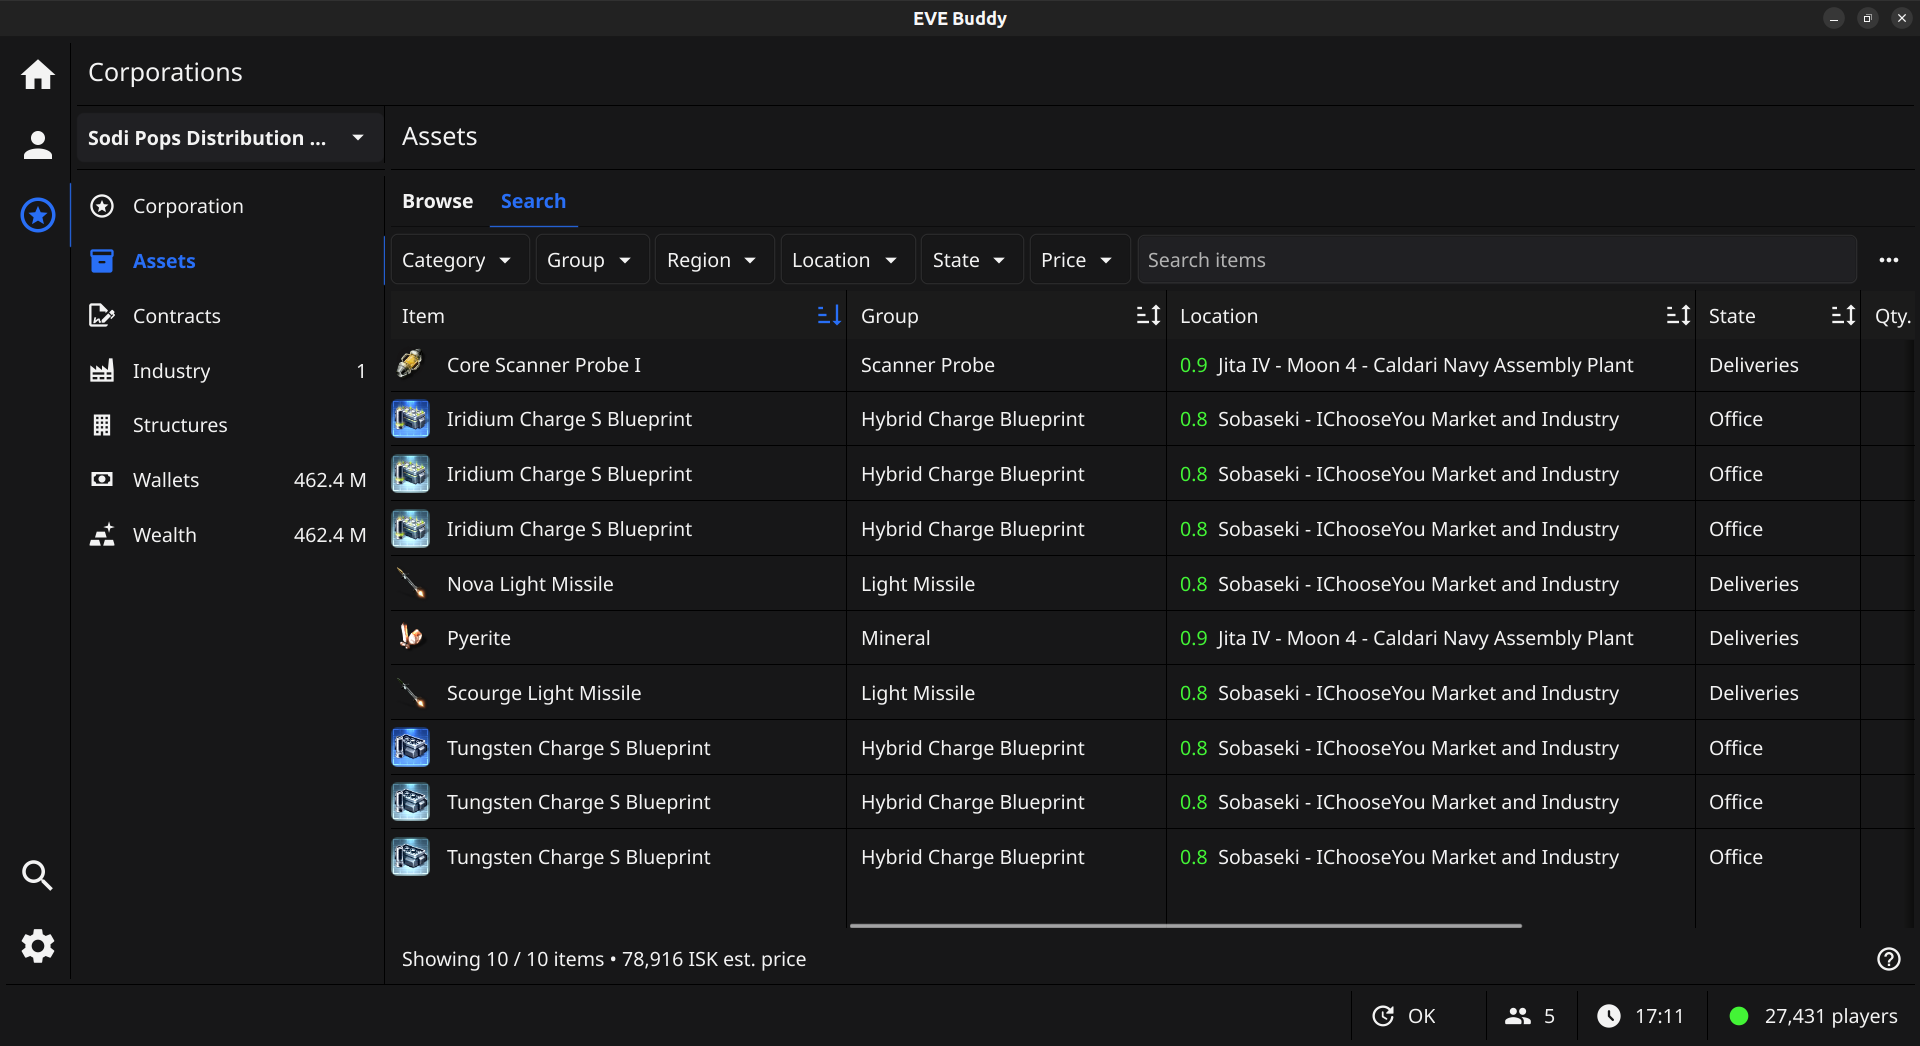 EVE Buddy
Corporations
Sodi Pops Distribution ...
Assets
Corporation
Assets
Contracts
Industry 1
Structures
Wallets 462.4 M
Wealth 462.4 M
Browse Search
Category Group Region Location State Price Search items
Item Group Location State Qty.
Core Scanner Probe I Scanner Probe 0.9 Jita IV - Moon 4 - Caldari Navy Assembly Plant Deliveries
Iridium Charge S Blueprint Hybrid Charge Blueprint 0.8 Sobaseki - IChooseYou Market and Industry Office
Iridium Charge S Blueprint Hybrid Charge Blueprint 0.8 Sobaseki - IChooseYou Market and Industry Office
Iridium Charge S Blueprint Hybrid Charge Blueprint 0.8 Sobaseki - IChooseYou Market and Industry Office
Nova Light Missile Light Missile 0.8 Sobaseki - IChooseYou Market and Industry Deliveries
Pyerite Mineral 0.9 Jita IV - Moon 4 - Caldari Navy Assembly Plant Deliveries
Scourge Light Missile Light Missile 0.8 Sobaseki - IChooseYou Market and Industry Deliveries
Tungsten Charge S Blueprint Hybrid Charge Blueprint 0.8 Sobaseki - IChooseYou Market and Industry Office
Tungsten Charge S Blueprint Hybrid Charge Blueprint 0.8 Sobaseki - IChooseYou Market and Industry Office
Tungsten Charge S Blueprint Hybrid Charge Blueprint 0.8 Sobaseki - IChooseYou Market and Industry Office
Showing 10 / 10 items • 78,916 ISK est. price
OK 5 17:11 27,431 players